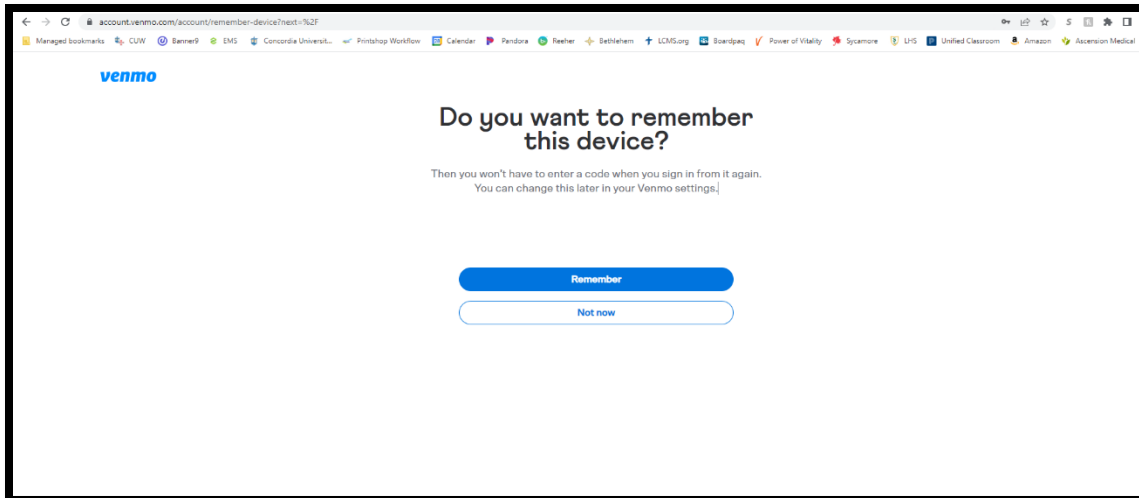 account.venmo.com/account/remember-device?next=%2F
Managed bookmarks CUW Banner9 EMS Concordia Universit... Printshop Workflow Calendar Pandora Reeher Bethlehem LCMS.org Boardpaq Power of Vitality Sycamore LHS Unified Classroom Amazon Ascension Medical
venmo
Do you want to remember
this device?
Then you won't have to enter a code when you sign in from it again.
You can change this later in your Venmo settings.
Remember
Not now